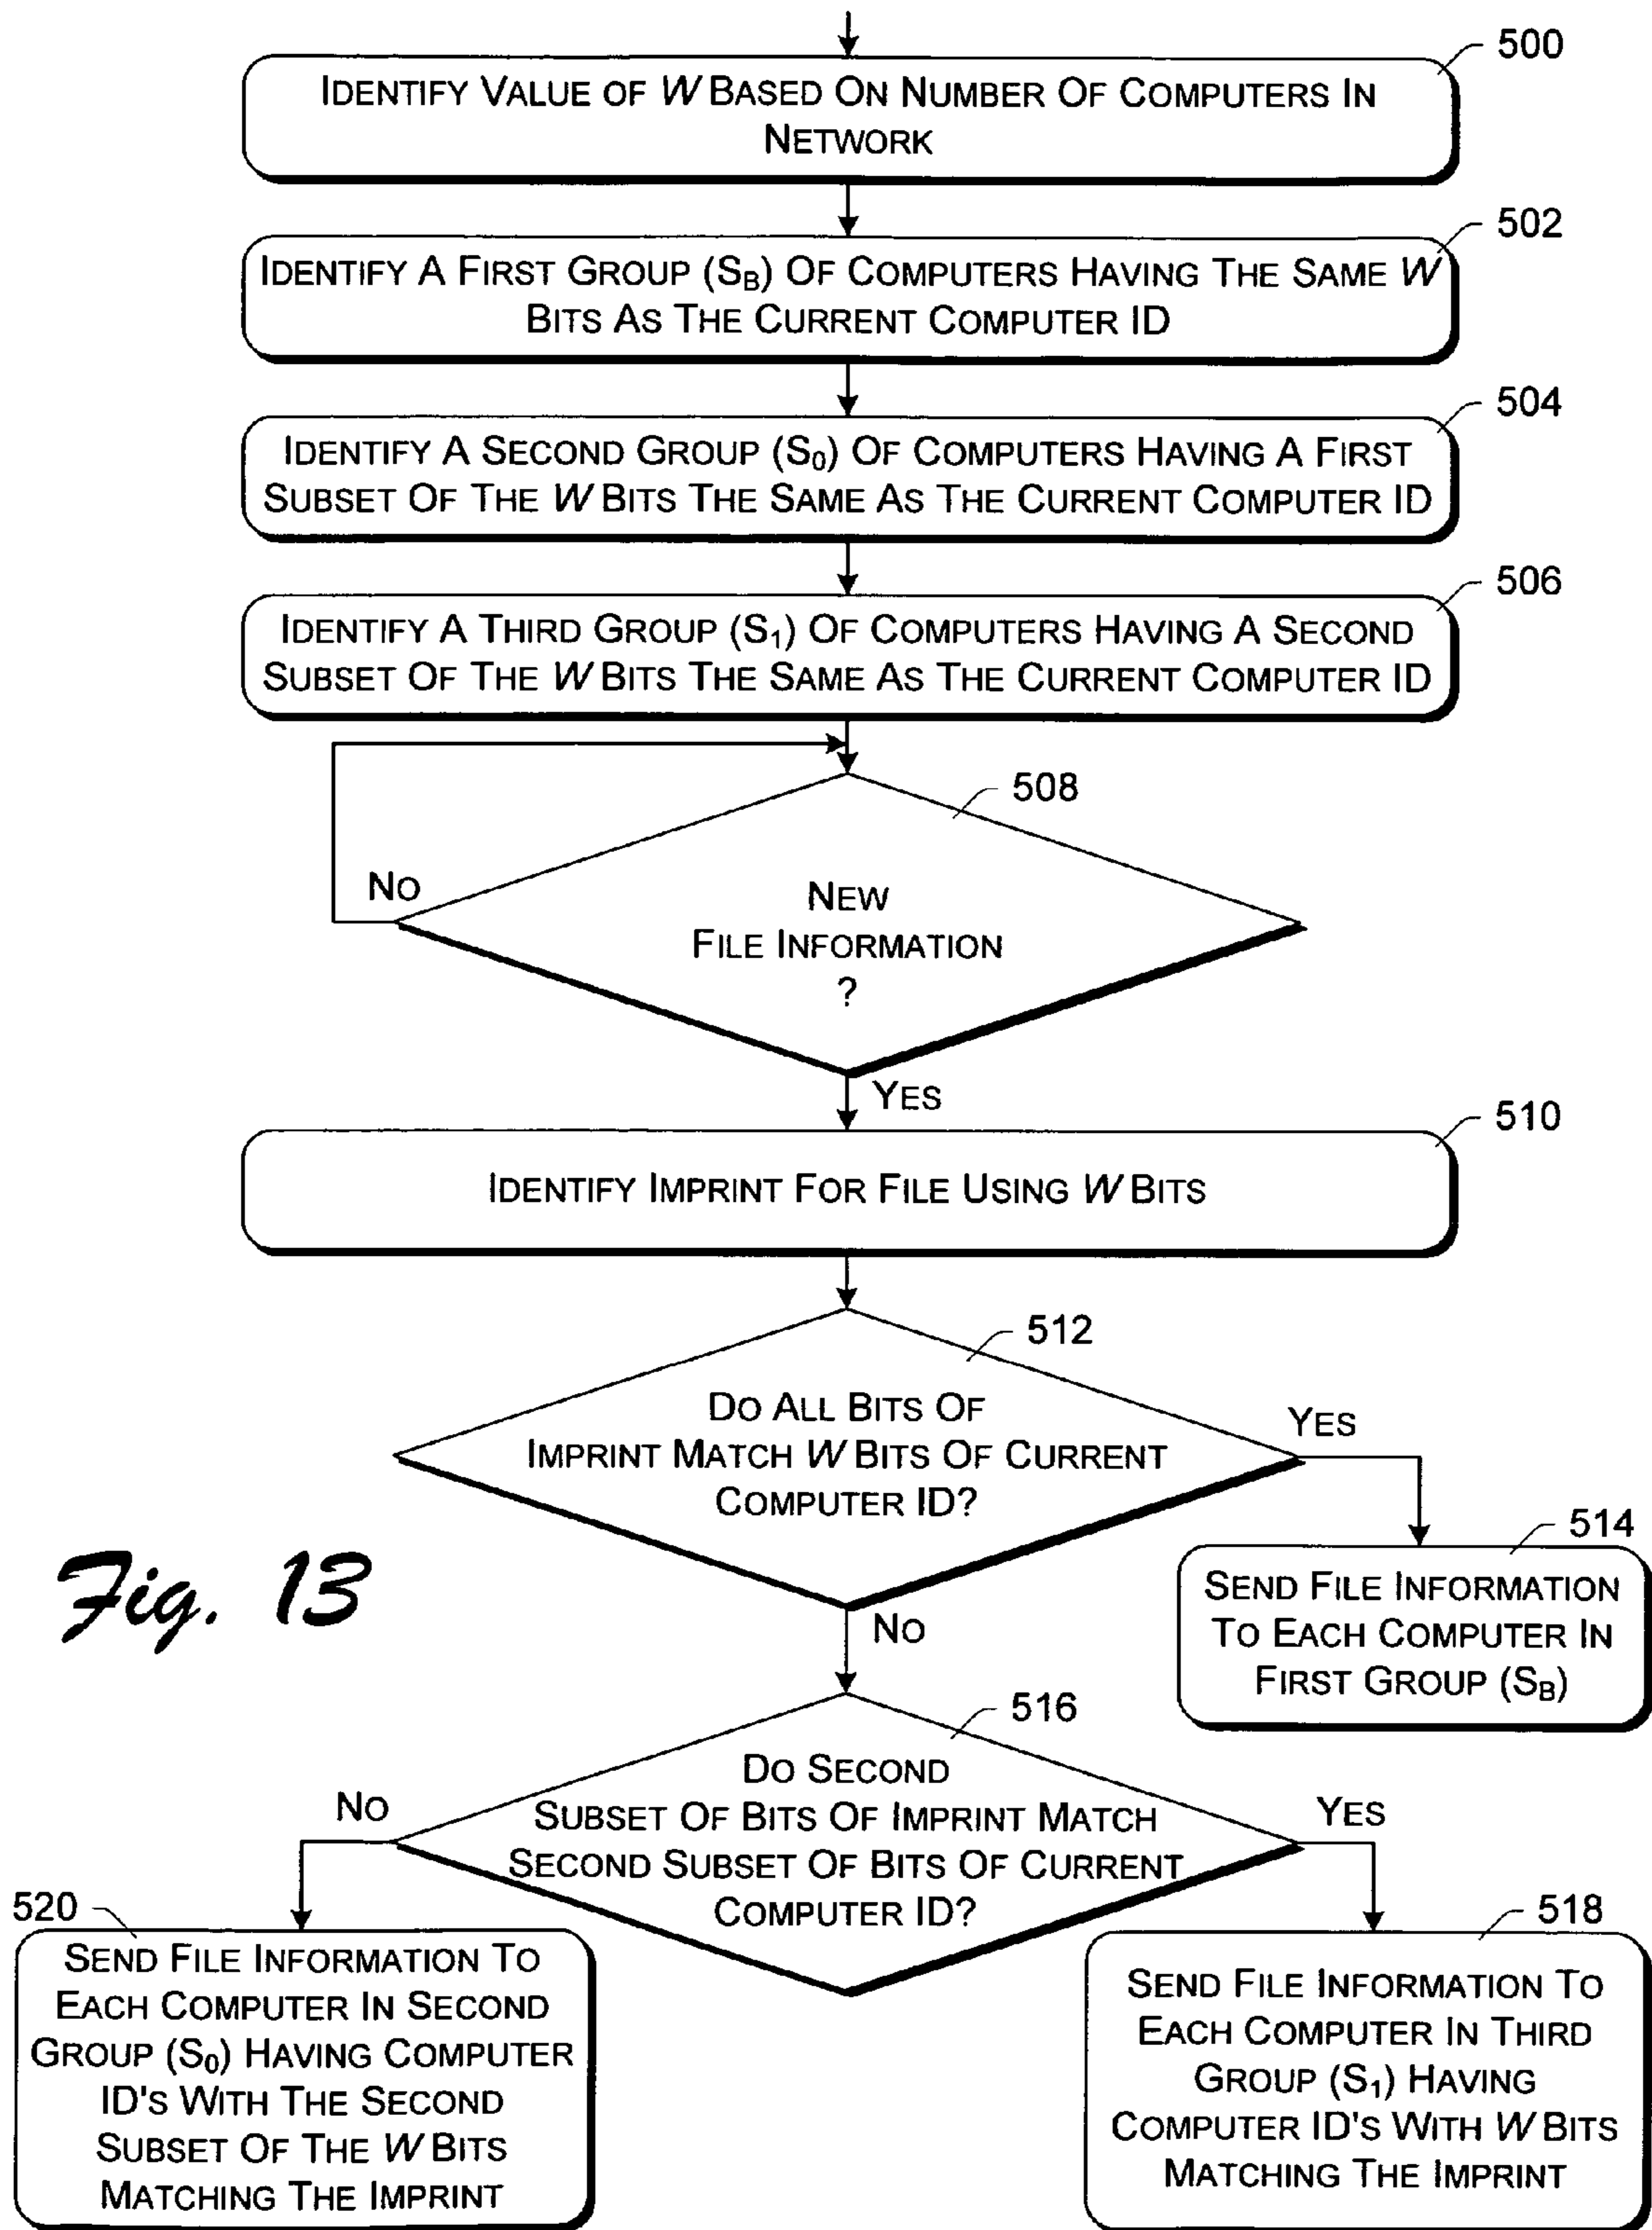 500
IDENTIFY VALUE OF W BASED ON NUMBER OF COMPUTERS IN
NETWORK
502
IDENTIFY A FIRST GROUP (S_B) OF COMPUTERS HAVING THE SAME W
BITS AS THE CURRENT COMPUTER ID
504
IDENTIFY A SECOND GROUP (S_0) OF COMPUTERS HAVING A FIRST
SUBSET OF THE W BITS THE SAME AS THE CURRENT COMPUTER ID
506
IDENTIFY A THIRD GROUP (S_1) OF COMPUTERS HAVING A SECOND
SUBSET OF THE W BITS THE SAME AS THE CURRENT COMPUTER ID
508
NO
NEW
FILE INFORMATION
?
YES
510
IDENTIFY IMPRINT FOR FILE USING W BITS
512
DO ALL BITS OF
IMPRINT MATCH W BITS OF CURRENT
COMPUTER ID?
YES
514
SEND FILE INFORMATION
TO EACH COMPUTER IN
FIRST GROUP (S_B)
Fig. 13
NO
516
DO SECOND
SUBSET OF BITS OF IMPRINT MATCH
SECOND SUBSET OF BITS OF CURRENT
COMPUTER ID?
NO
YES
520
SEND FILE INFORMATION TO
EACH COMPUTER IN SECOND
GROUP (S_0) HAVING COMPUTER
ID'S WITH THE SECOND
SUBSET OF THE W BITS
MATCHING THE IMPRINT
518
SEND FILE INFORMATION TO
EACH COMPUTER IN THIRD
GROUP (S_1) HAVING
COMPUTER ID'S WITH W BITS
MATCHING THE IMPRINT